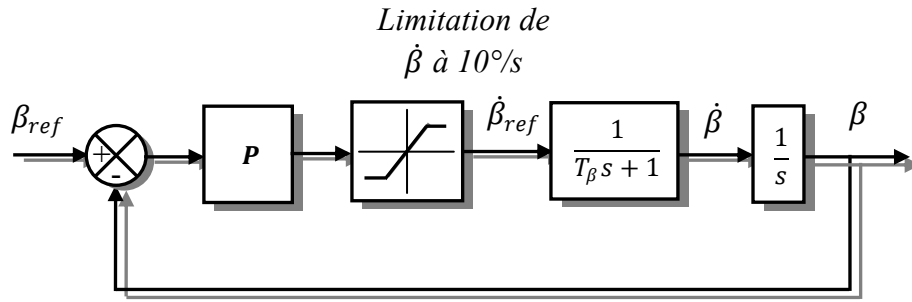 Limitation de
β̇ à 10°/s
β_ref
+
-
P
β̇_ref
1
T_β s + 1
β̇
1
s
β